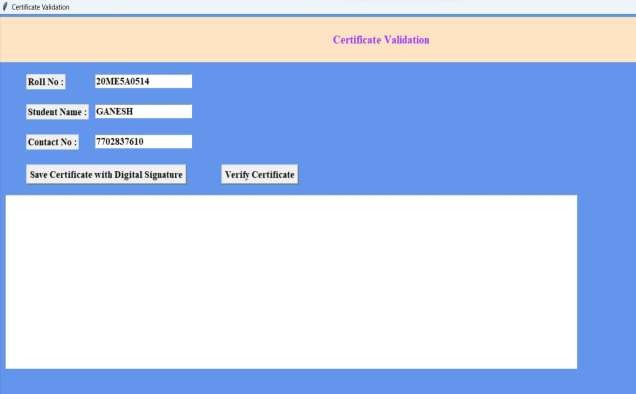 Certificate Validation
Certificate Validation
Roll No : 20ME5A0514
Student Name : GANESH
Contact No : 7702837610
Save Certificate with Digital Signature Verify Certificate